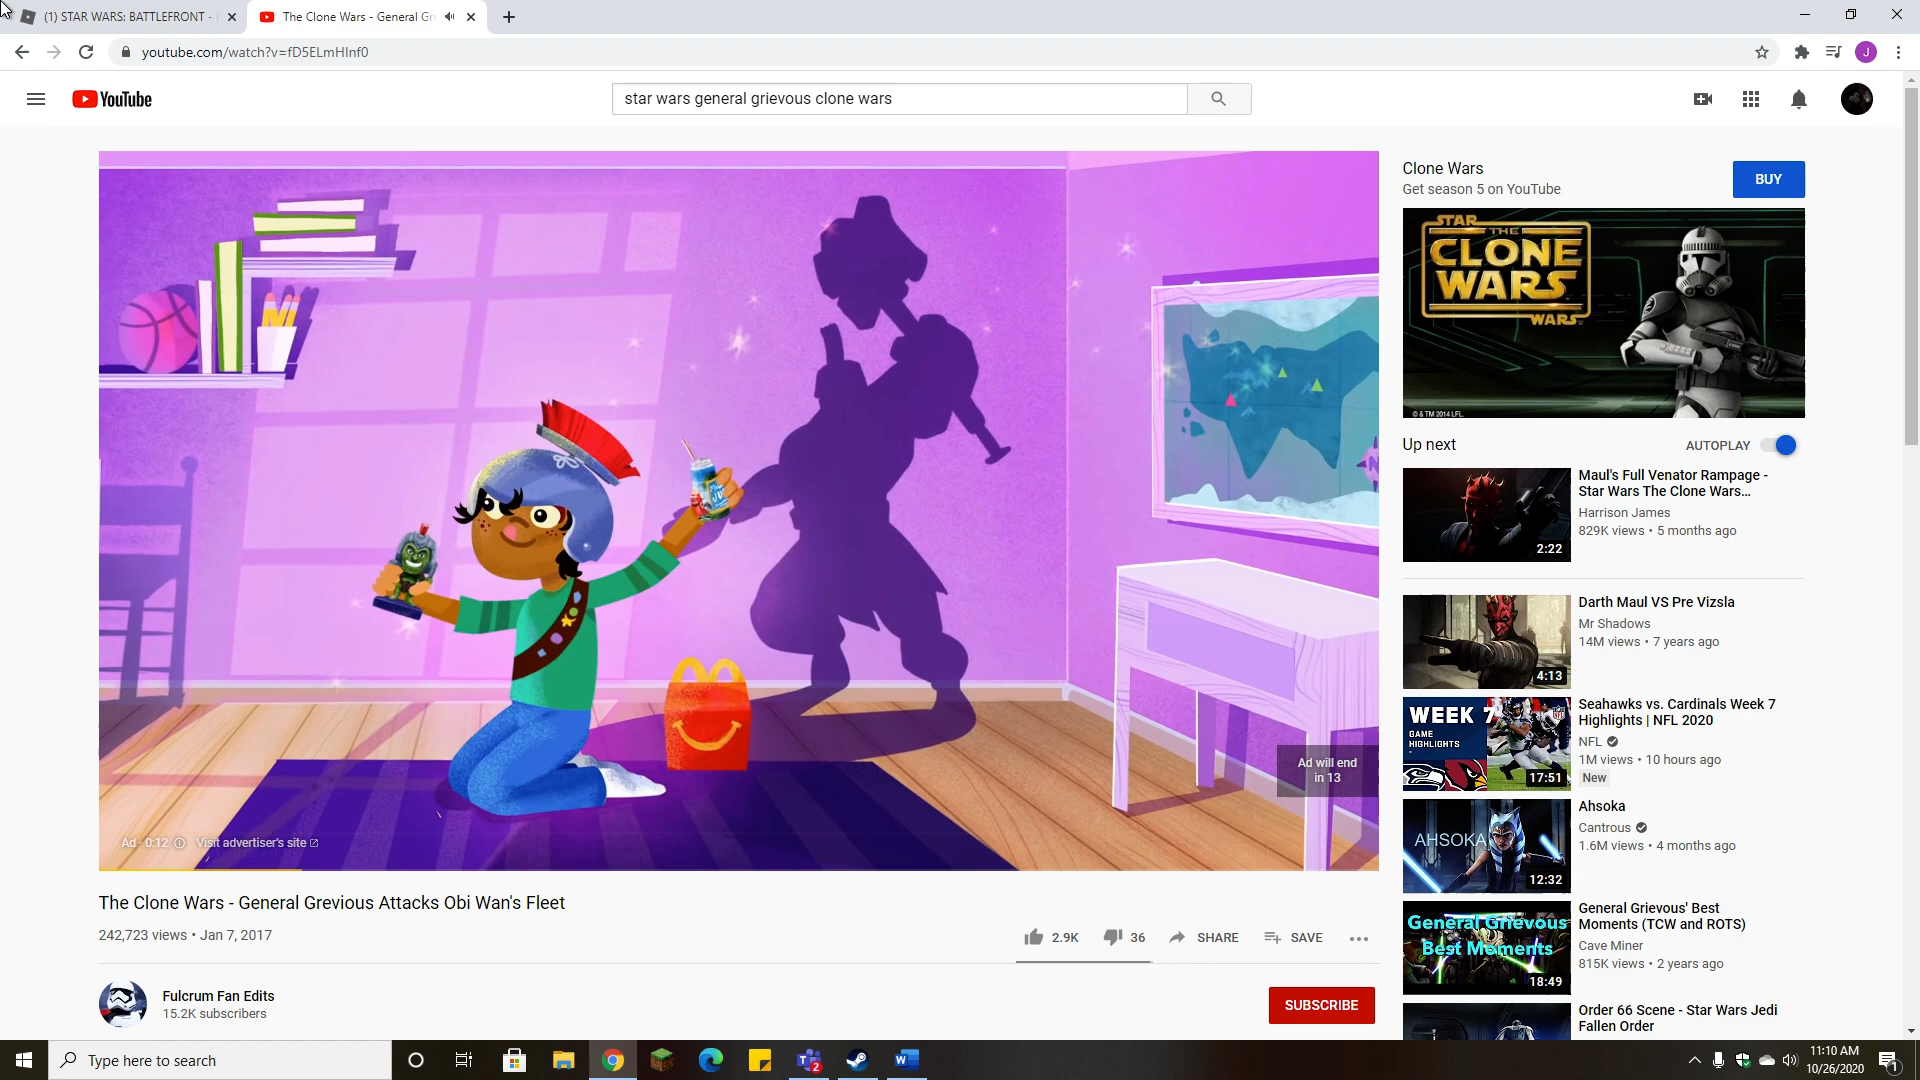 (1) STAR WARS: BATTLEFRONT -
The Clone Wars - General Gr
youtube.com/watch?v=fD5ELmHInf0
J
YouTube
star wars general grievous clone wars
Ad · 0:12 Visit advertiser's site
Ad will end
in 13
The Clone Wars - General Grevious Attacks Obi Wan's Fleet
242,723 views • Jan 7, 2017
2.9K 36 SHARE SAVE
Fulcrum Fan Edits
15.2K subscribers
SUBSCRIBE
Clone Wars
Get season 5 on YouTube
BUY
STAR
THE
CLONE
WARS
WARS
© & TM 2014 LFL.
Up next
AUTOPLAY
Maul's Full Venator Rampage -
Star Wars The Clone Wars...
Harrison James
829K views • 5 months ago
2:22
Darth Maul VS Pre Vizsla
Mr Shadows
14M views • 7 years ago
4:13
WEEK 7
GAME
HIGHLIGHTS
17:51
Seahawks vs. Cardinals Week 7
Highlights | NFL 2020
NFL
1M views • 10 hours ago
New
AHSOKA
12:32
Ahsoka
Cantrous
1.6M views • 4 months ago
General Grievous
Best Moments
18:49
General Grievous' Best
Moments (TCW and ROTS)
Cave Miner
815K views • 2 years ago
Order 66 Scene - Star Wars Jedi
Fallen Order
Type here to search
2
11:10 AM
10/26/2020
1